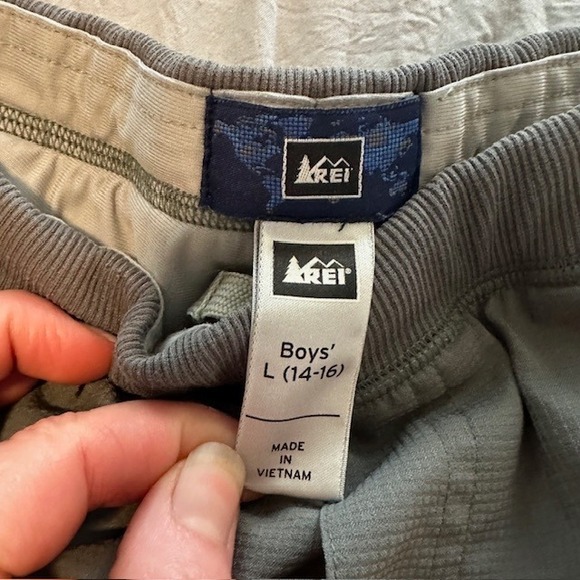 REI
REI®
Boys'
L (14-16)
MADE
IN
VIETNAM